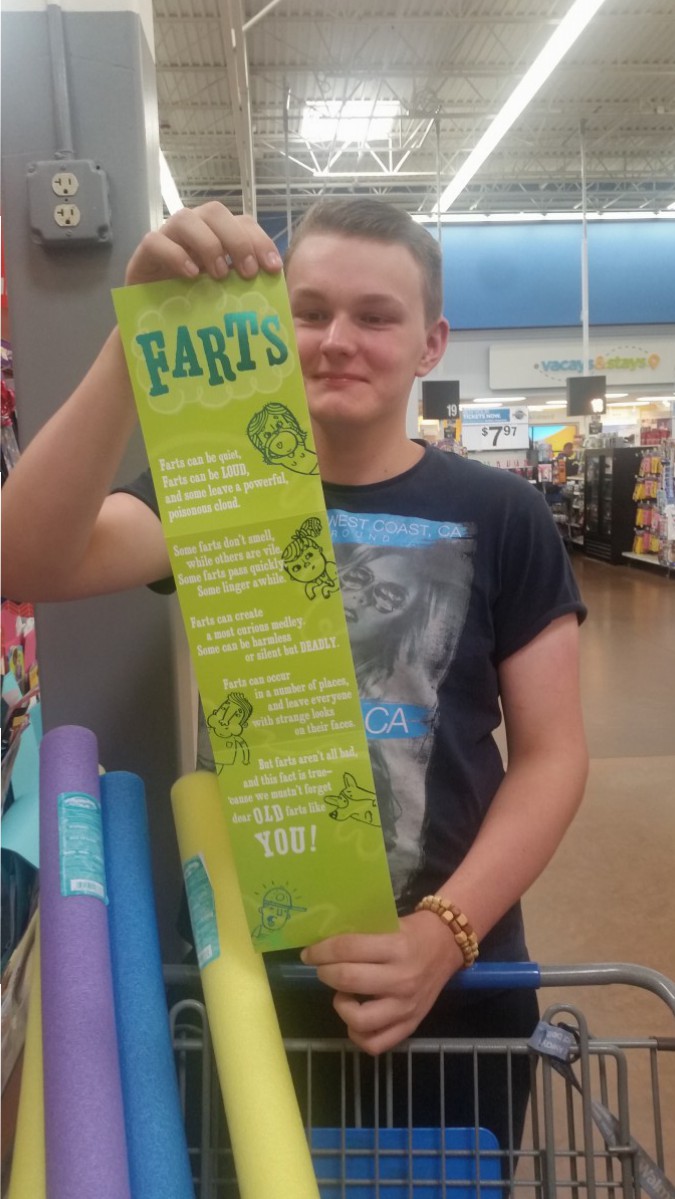 FARTS
Farts can be quiet,
Farts can be LOUD,
and some leave a powerful,
poisonous cloud.
Some farts don't smell,
while others are vile.
Some farts pass quickly
Some linger awhile.
Farts can create
a most curious medley.
Some can be harmless
or silent but DEADLY.
Farts can occur
in a number of places,
and leave everyone
with strange looks
on their faces.
But farts aren't all bad,
and this fact is true—
'cause we mustn't forget
dear OLD farts like
YOU!
WEST COAST, CA
CA
vacays&stays
19
TICKETS NOW
$7.97